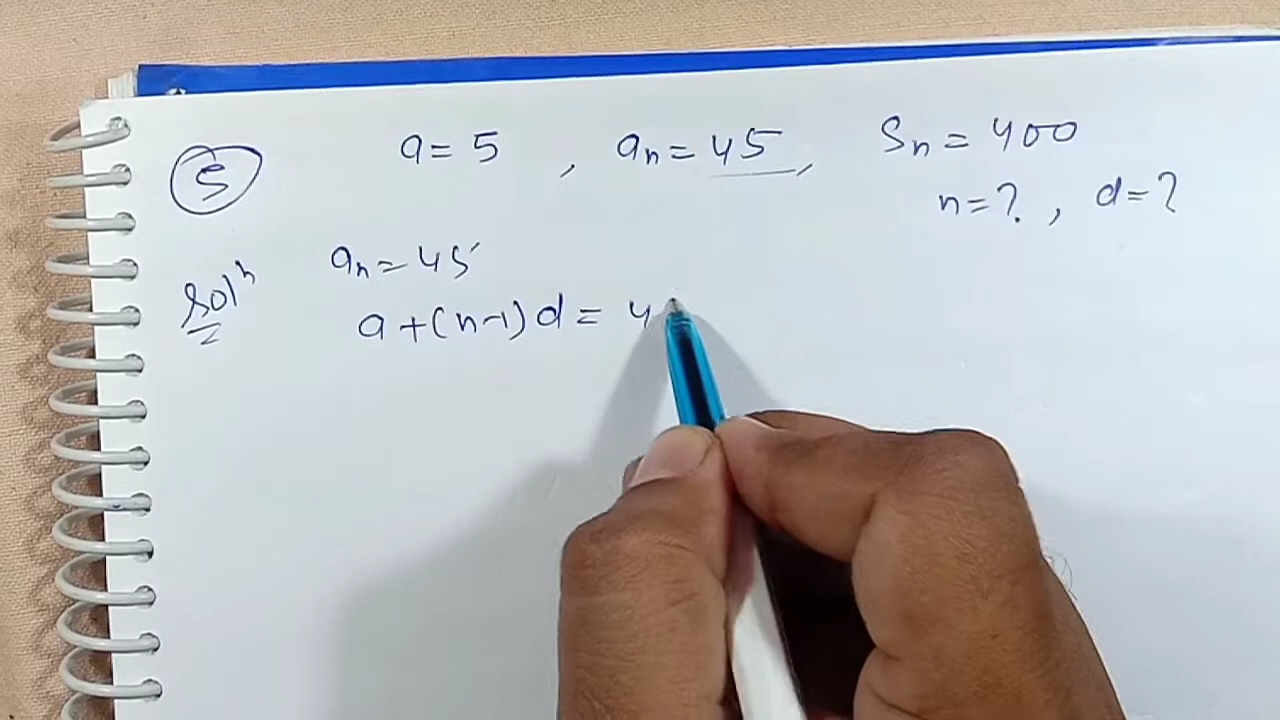 5 a = 5 , an = 45 , Sn = 400
n = ? , d = ?
Solⁿ an = 45
a + (n-1) d = 4